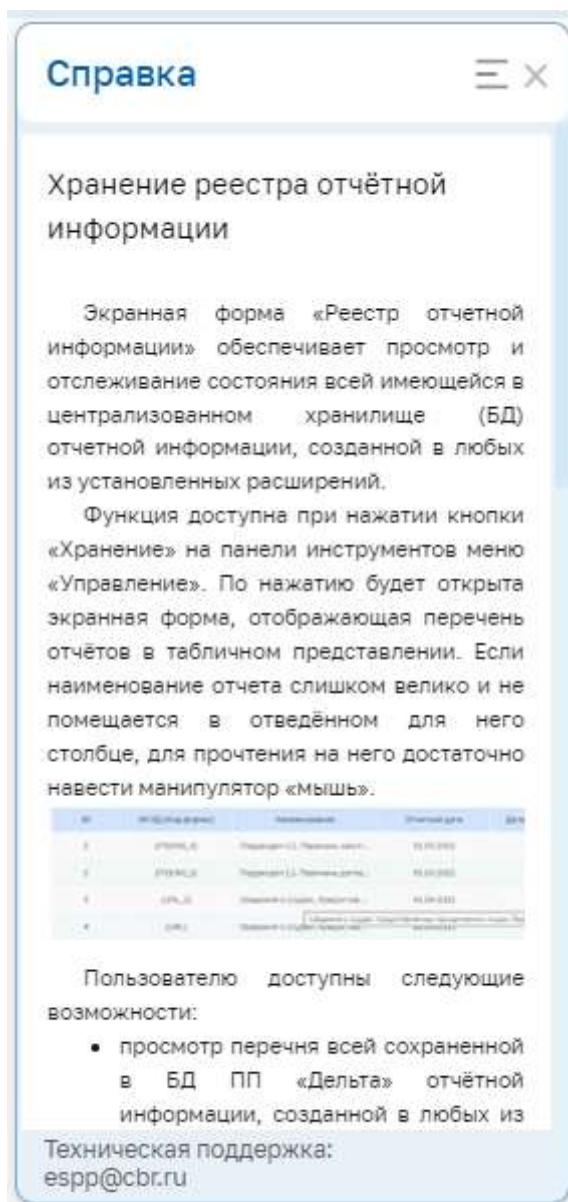 Справка
Хранение реестра отчётной
информации
Экранная форма «Реестр отчетной
информации» обеспечивает просмотр и
отслеживание состояния всей имеющейся в
централизованном хранилище (БД)
отчетной информации, созданной в любых
из установленных расширений.
Функция доступна при нажатии кнопки
«Хранение» на панели инструментов меню
«Управление». По нажатию будет открыта
экранная форма, отображающая перечень
отчётов в табличном представлении. Если
наименование отчета слишком велико и не
помещается в отведённом для него
столбце, для прочтения на него достаточно
навести манипулятор «мышь».
Пользователю доступны следующие
возможности:
• просмотр перечня всей сохраненной
в БД ПП «Дельта» отчётной
информации, созданной в любых из
Техническая поддержка:
espp@cbr.ru